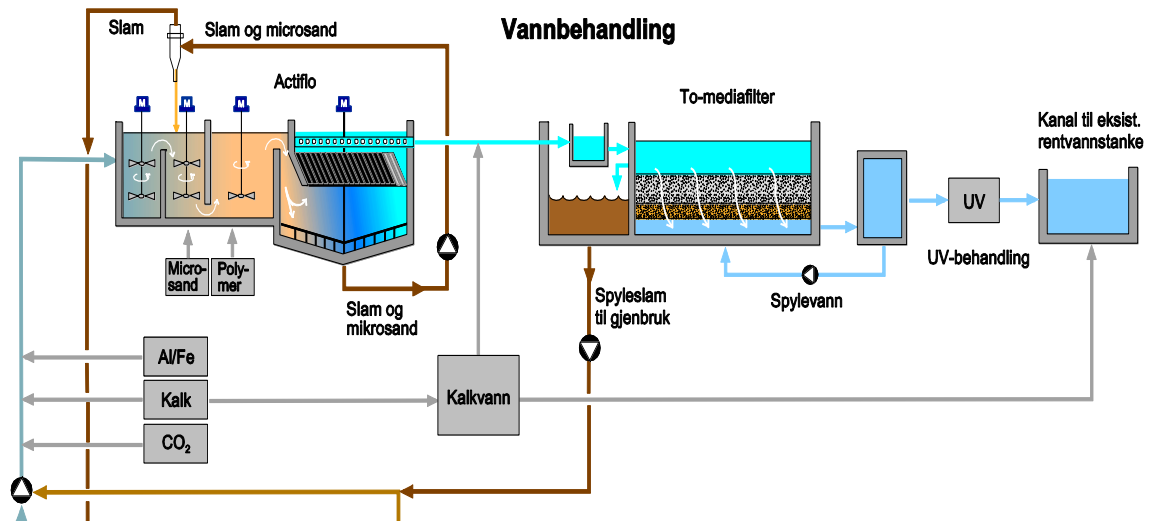 Vannbehandling
Slam
Slam og microsand
Actiflo
To-mediafilter
Kanal til eksist.
rentvannstanke
M
M
M
M
UV
UV-behandling
Micro-
sand
Poly-
mer
Slam og
mikrosand
Spyleslam
til gjenbruk
Spylevann
Al/Fe
Kalk
Kalkvann
CO₂